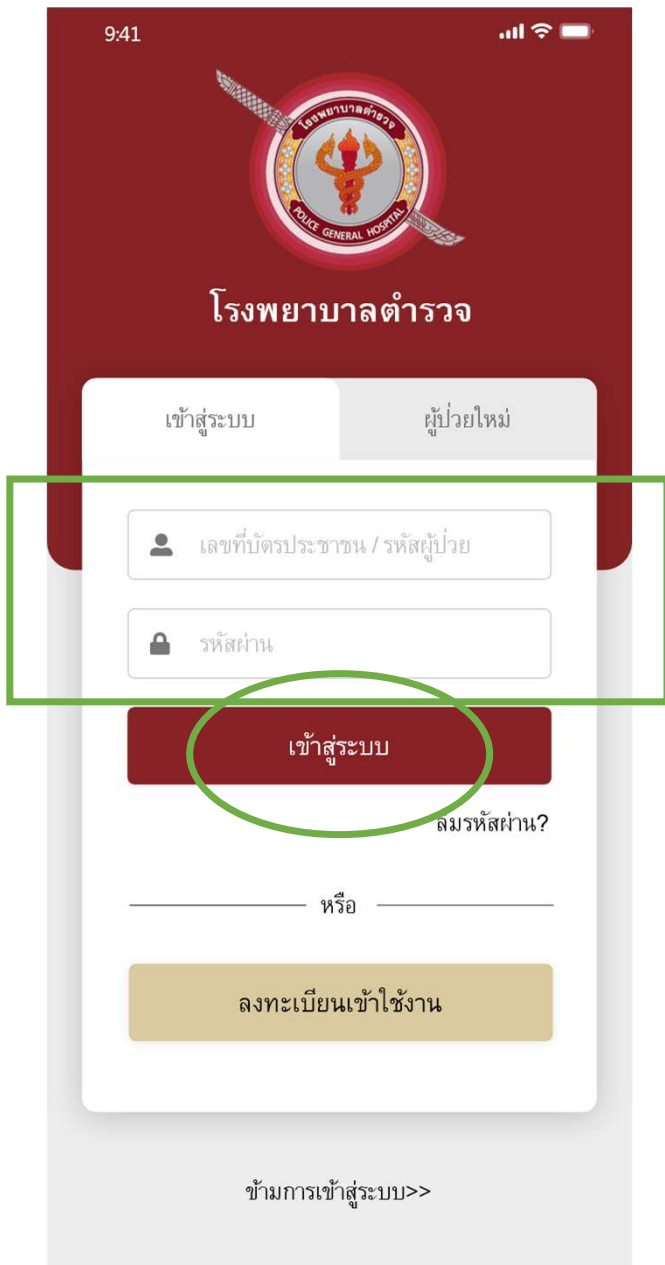 9:41
โรงพยาบาลตำรวจ
POLICE GENERAL HOSPITAL
โรงพยาบาลตำรวจ
เข้าสู่ระบบ ผู้ป่วยใหม่
เลขที่บัตรประชาชน / รหัสผู้ป่วย
รหัสผ่าน
เข้าสู่ระบบ
ลืมรหัสผ่าน?
หรือ
ลงทะเบียนเข้าใช้งาน
ข้ามการเข้าสู่ระบบ>>